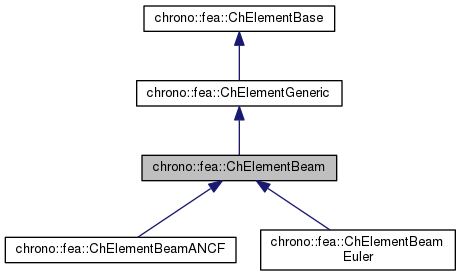 chrono::fea::ChElementBase
chrono::fea::ChElementGeneric
chrono::fea::ChElementBeam
chrono::fea::ChElementBeamANCF
chrono::fea::ChElementBeam
Euler